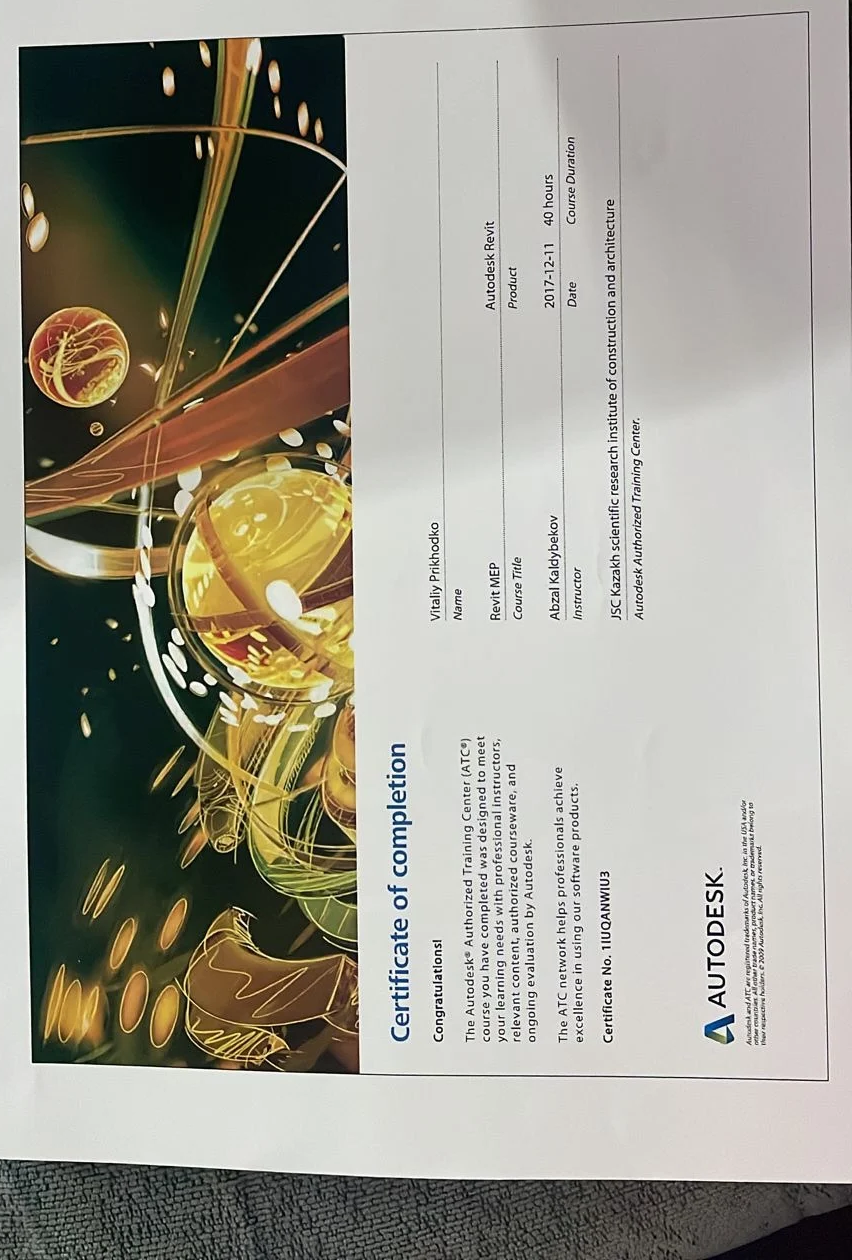 Certificate of completion
Congratulations!
The Autodesk® Authorized Training Center (ATC®)
course you have completed was designed to meet
your learning needs with professional instructors,
relevant content, authorized courseware, and
ongoing evaluation by Autodesk.
The ATC network helps professionals achieve
excellence in using our software products.
Certificate No. 1IUQANWIU3
Vitaliy Prikhodko
Name
Revit MEP Autodesk Revit
Course Title Product
Abzal Kaldybekov 2017-12-11 40 hours
Instructor Date Course Duration
JSC Kazakh scientific research institute of construction and architecture
Autodesk Authorized Training Center.
AUTODESK.
Autodesk and ATC are registered trademarks of Autodesk, Inc. in the USA and/or
other countries. All other trade names, product names, or trademarks belong to
their respective holders. © 2009 Autodesk, Inc. All rights reserved.